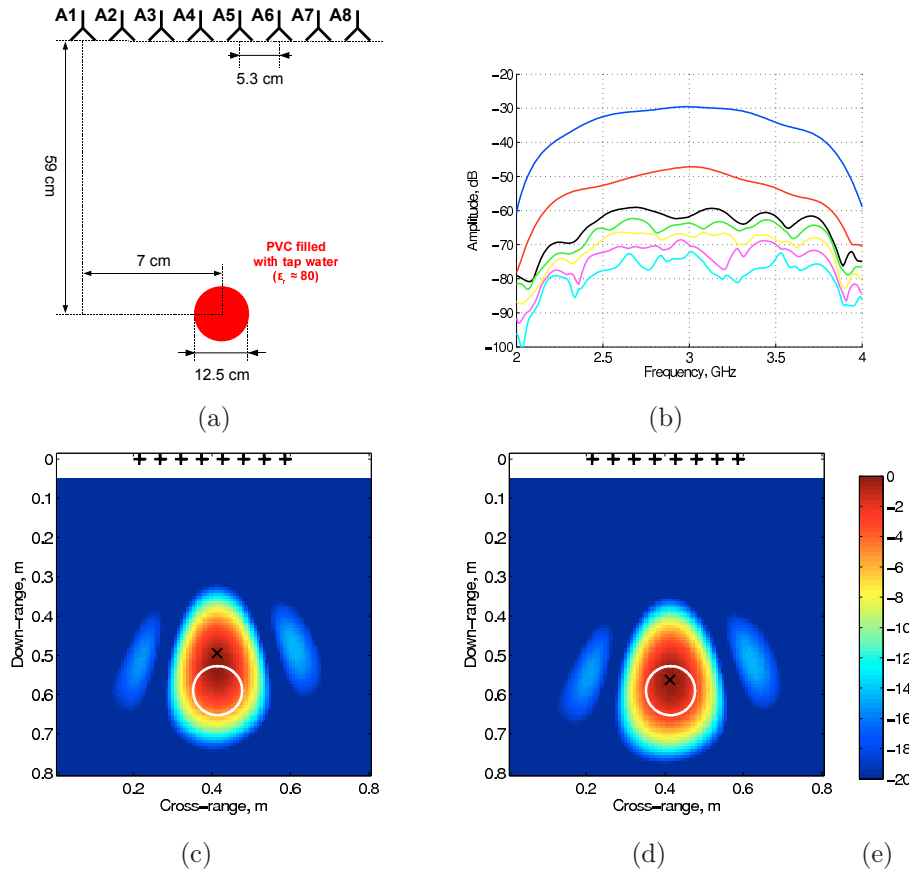 A1 A2 A3 A4 A5 A6 A7 A8
5.3 cm
59 cm
7 cm
PVC filled
with tap water
(εr ≈ 80)
12.5 cm
(a)
Amplitude, dB
−20
−30
−40
−50
−60
−70
−80
−90
−100
2 2.5 3 3.5 4
Frequency, GHz
(b)
Down−range, m
0
0.1
0.2
0.3
0.4
0.5
0.6
0.7
0.8
0 0.2 0.4 0.6 0.8
Cross−range, m
(c)
Down−range, m
0
0.1
0.2
0.3
0.4
0.5
0.6
0.7
0.8
0 0.2 0.4 0.6 0.8
Cross−range, m
(d)
0
−2
−4
−6
−8
−10
−12
−14
−16
−18
−20
(e)